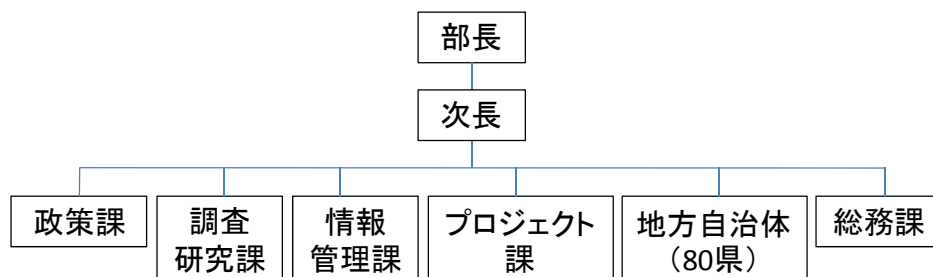 部長
次長
政策課
調査
研究課
情報
管理課
プロジェクト
課
地方自治体
（80県）
総務課